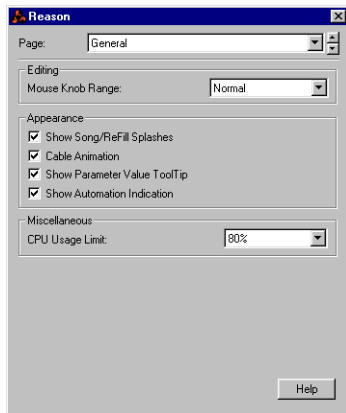 Reason
Page: General
Editing
Mouse Knob Range: Normal
Appearance
Show Song/ReFill Splashes
Cable Animation
Show Parameter Value ToolTip
Show Automation Indication
Miscellaneous
CPU Usage Limit: 80%
Help